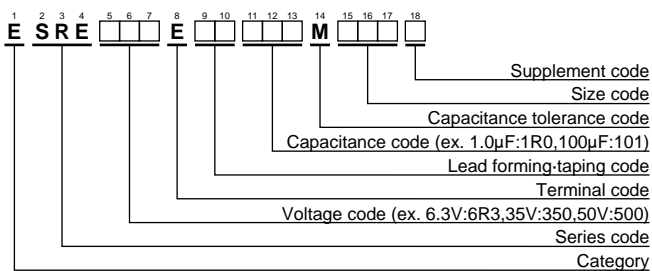 1 2 3 4 5 6 7 8 9 10 11 12 13 14 15 16 17 18
E S R E E M
Supplement code
Size code
Capacitance tolerance code
Capacitance code (ex. 1.0μF:1R0,100μF:101)
Lead forming·taping code
Terminal code
Voltage code (ex. 6.3V:6R3,35V:350,50V:500)
Series code
Category